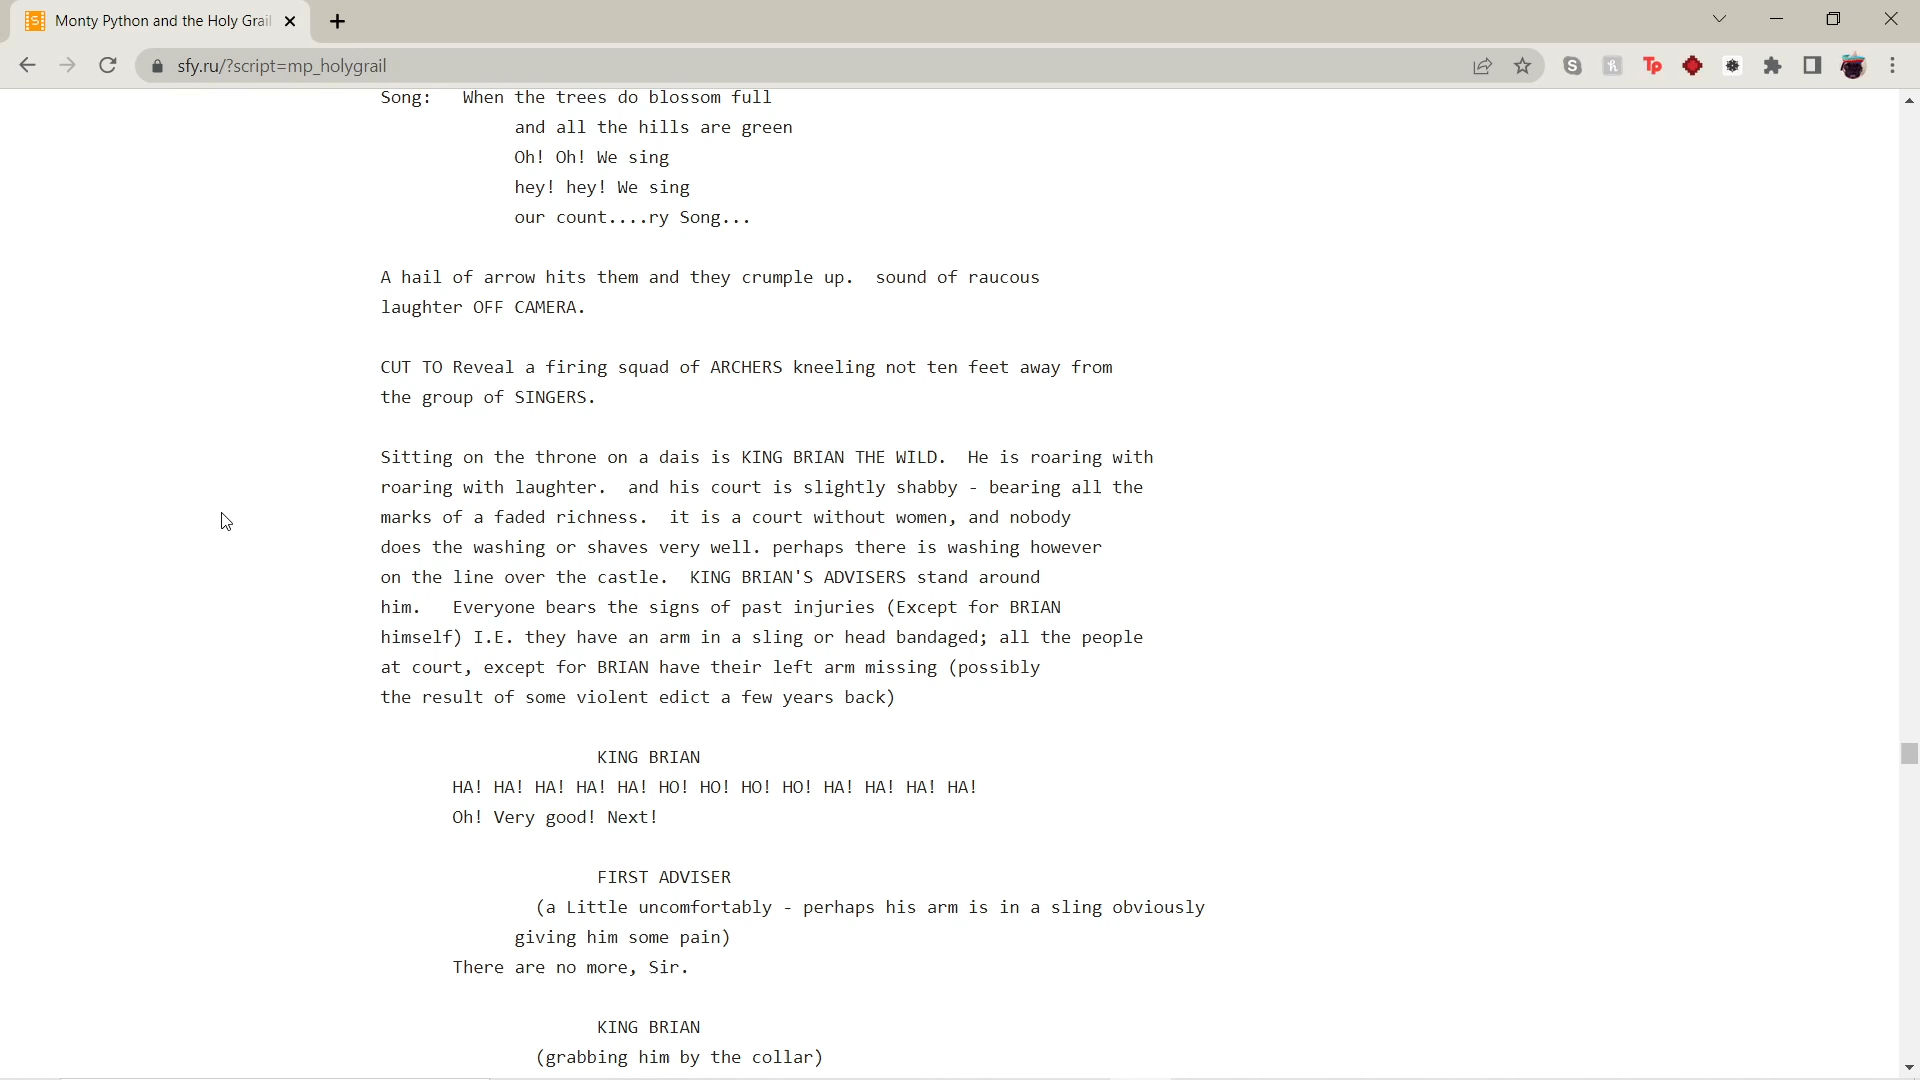 Monty Python and the Holy Grail
sfy.ru/?script=mp_holygrail
Song: When the trees do blossom full
and all the hills are green
Oh! Oh! We sing
hey! hey! We sing
our count....ry Song...
A hail of arrow hits them and they crumple up. sound of raucous
laughter OFF CAMERA.
CUT TO Reveal a firing squad of ARCHERS kneeling not ten feet away from
the group of SINGERS.
Sitting on the throne on a dais is KING BRIAN THE WILD. He is roaring with
roaring with laughter. and his court is slightly shabby - bearing all the
marks of a faded richness. it is a court without women, and nobody
does the washing or shaves very well. perhaps there is washing however
on the line over the castle. KING BRIAN'S ADVISERS stand around
him. Everyone bears the signs of past injuries (Except for BRIAN
himself) I.E. they have an arm in a sling or head bandaged; all the people
at court, except for BRIAN have their left arm missing (possibly
the result of some violent edict a few years back)
KING BRIAN
HA! HA! HA! HA! HA! HO! HO! HO! HO! HA! HA! HA! HA!
Oh! Very good! Next!
FIRST ADVISER
(a Little uncomfortably - perhaps his arm is in a sling obviously
giving him some pain)
There are no more, Sir.
KING BRIAN
(grabbing him by the collar)